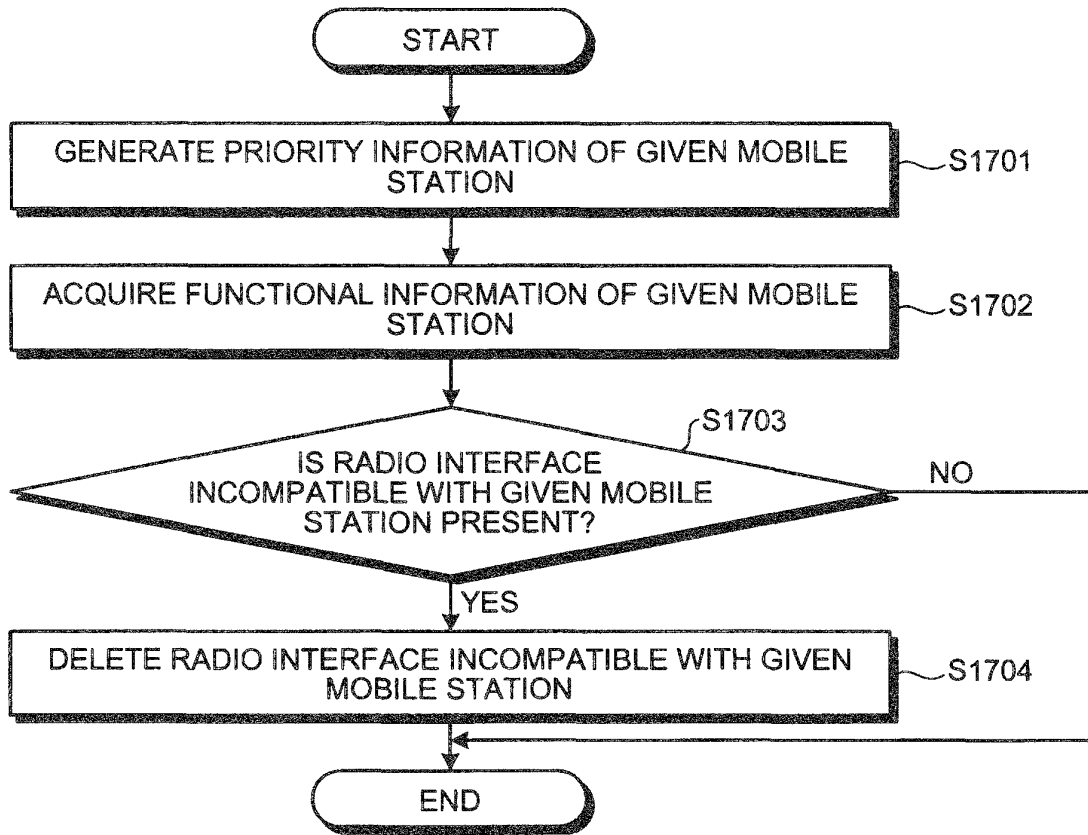 START
GENERATE PRIORITY INFORMATION OF GIVEN MOBILE
STATION
S1701
ACQUIRE FUNCTIONAL INFORMATION OF GIVEN MOBILE
STATION
S1702
S1703
IS RADIO INTERFACE
INCOMPATIBLE WITH GIVEN MOBILE
STATION PRESENT?
NO
YES
DELETE RADIO INTERFACE INCOMPATIBLE WITH GIVEN
MOBILE STATION
S1704
END